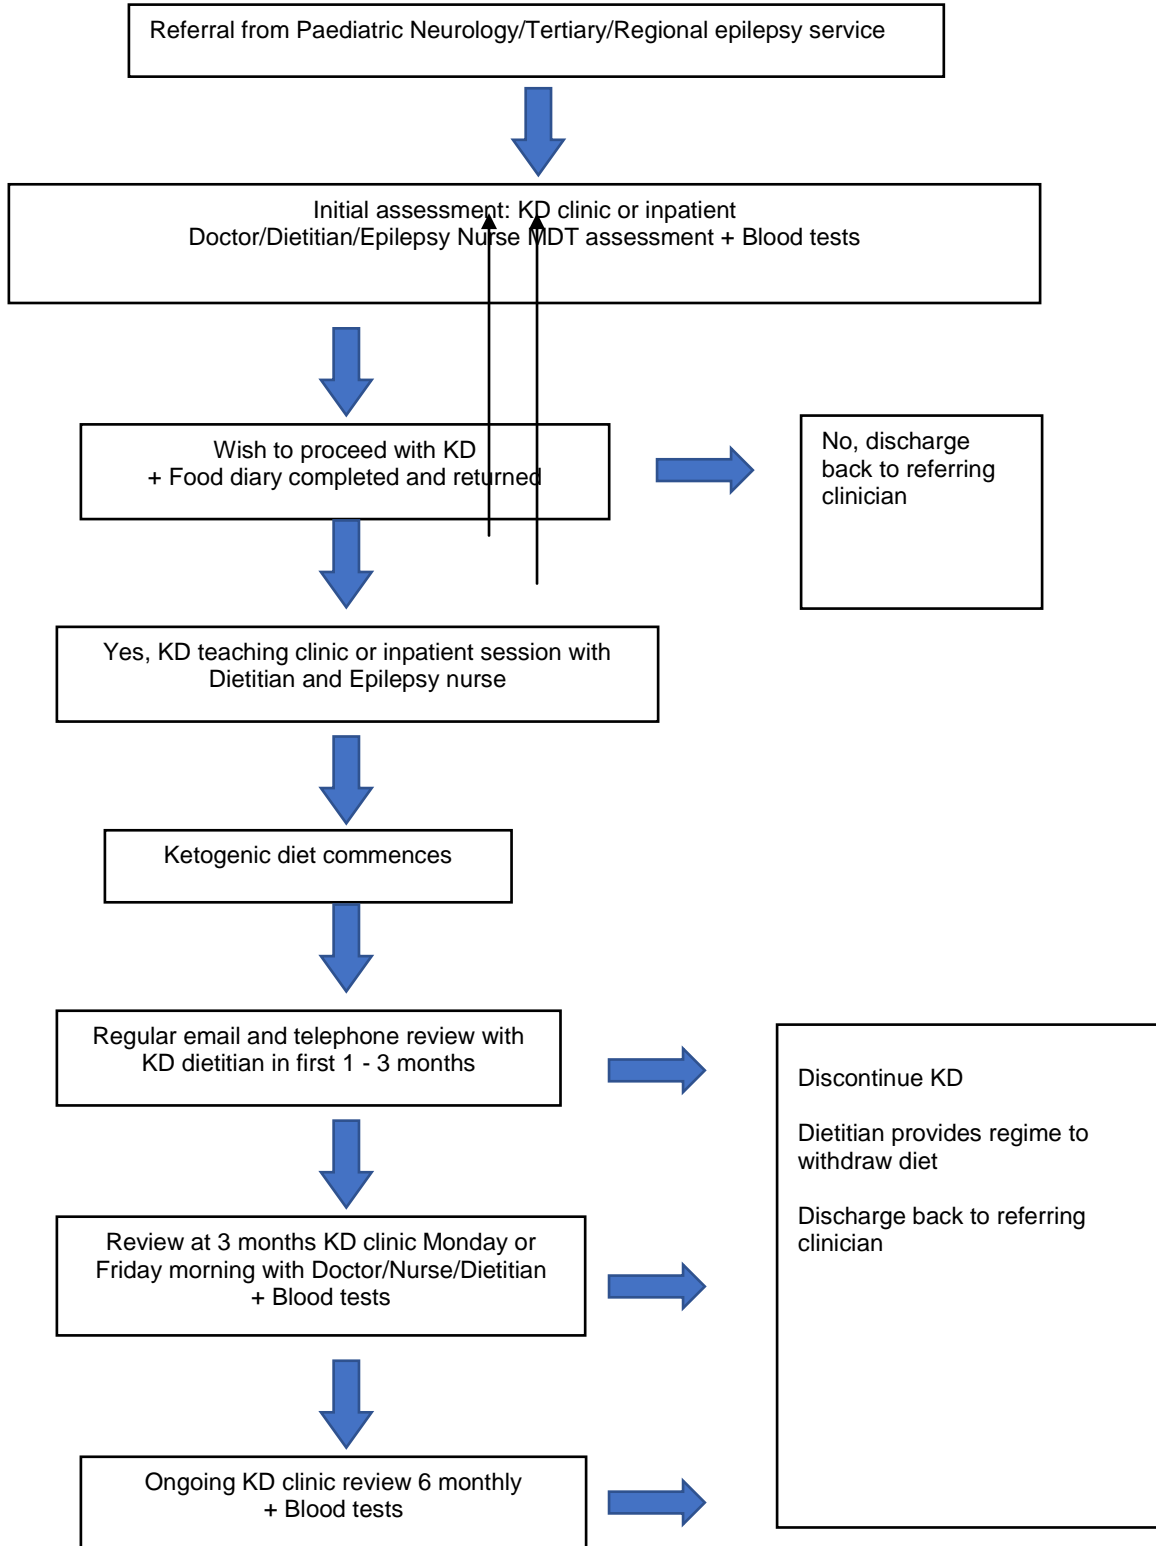 Referral from Paediatric Neurology/Tertiary/Regional epilepsy service
Initial assessment: KD clinic or inpatient
Doctor/Dietitian/Epilepsy Nurse MDT assessment + Blood tests
Wish to proceed with KD
+ Food diary completed and returned
No, discharge
back to referring
clinician
Yes, KD teaching clinic or inpatient session with
Dietitian and Epilepsy nurse
Ketogenic diet commences
Regular email and telephone review with
KD dietitian in first 1 - 3 months
Discontinue KD
Dietitian provides regime to
withdraw diet
Discharge back to referring
clinician
Review at 3 months KD clinic Monday or
Friday morning with Doctor/Nurse/Dietitian
+ Blood tests
Ongoing KD clinic review 6 monthly
+ Blood tests